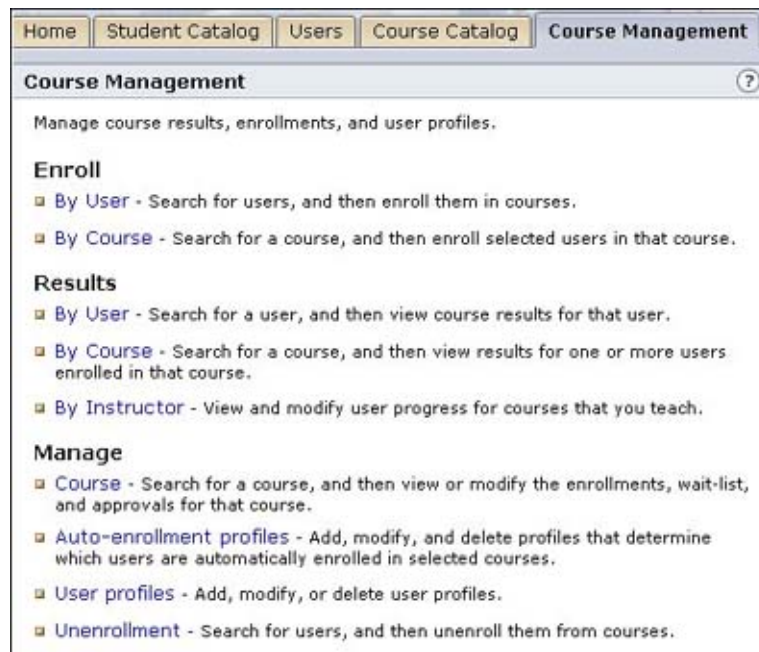 Home Student Catalog Users Course Catalog Course Management
Course Management ?
Manage course results, enrollments, and user profiles.
Enroll
By User - Search for users, and then enroll them in courses.
By Course - Search for a course, and then enroll selected users in that course.
Results
By User - Search for a user, and then view course results for that user.
By Course - Search for a course, and then view results for one or more users
enrolled in that course.
By Instructor - View and modify user progress for courses that you teach.
Manage
Course - Search for a course, and then view or modify the enrollments, wait-list,
and approvals for that course.
Auto-enrollment profiles - Add, modify, and delete profiles that determine
which users are automatically enrolled in selected courses.
User profiles - Add, modify, or delete user profiles.
Unenrollment - Search for users, and then unenroll them from courses.